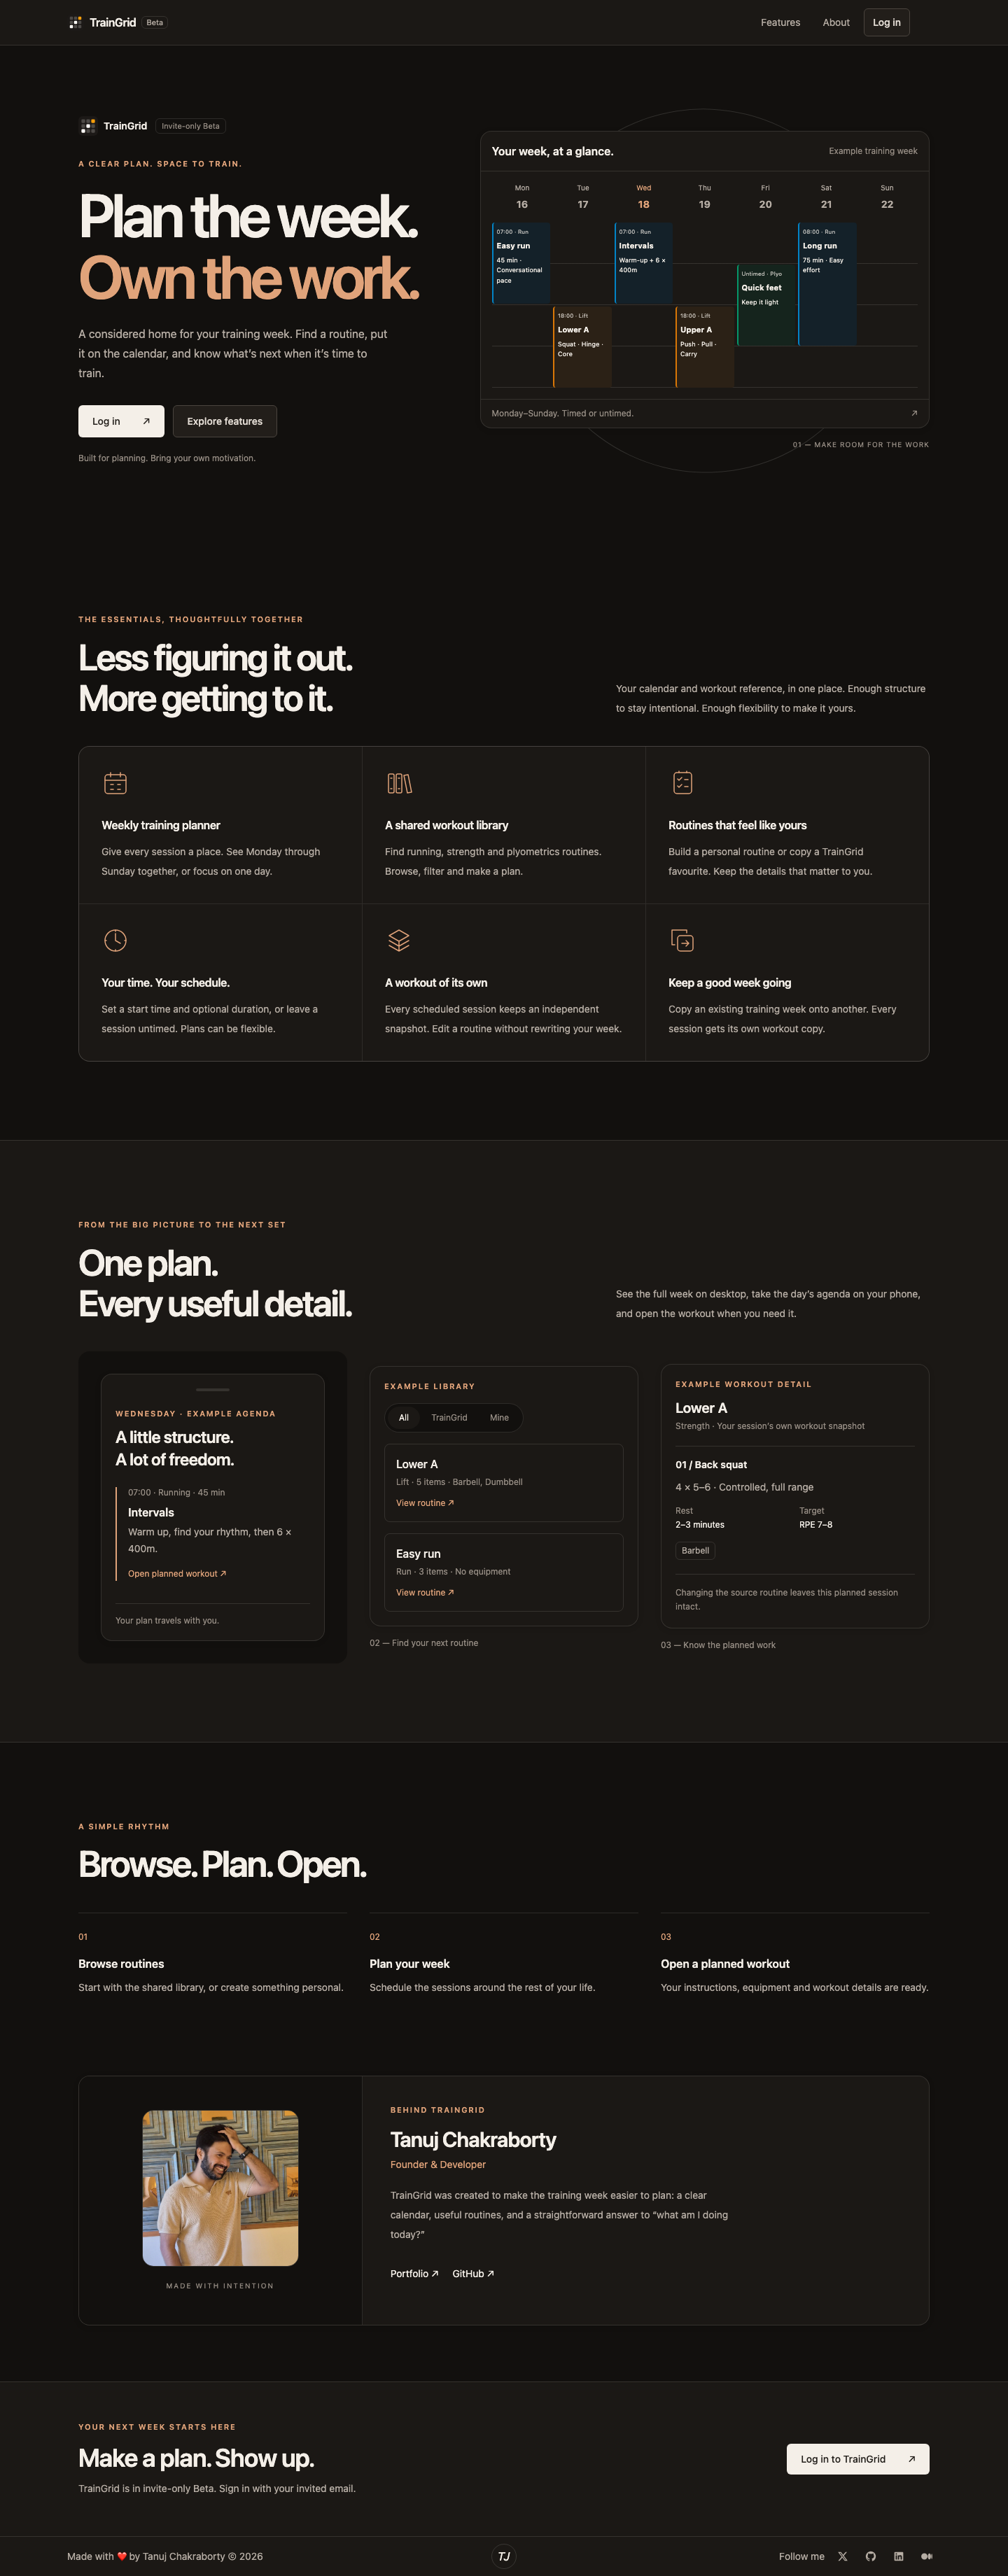 TrainGrid Beta
Features About Log in
TrainGrid Invite-only Beta
A CLEAR PLAN. SPACE TO TRAIN.
Plan the week.
Own the work.
A considered home for your training week. Find a routine, put
it on the calendar, and know what's next when it's time to
train.
Log in ↗ Explore features
Built for planning. Bring your own motivation.
Your week, at a glance. Example training week
Mon Tue Wed Thu Fri Sat Sun
16 17 18 19 20 21 22
07:00 · Run
Easy run
45 min ·
Conversational
pace
18:00 · Lift
Lower A
Squat · Hinge ·
Core
07:00 · Run
Intervals
Warm-up + 6 ×
400m
18:00 · Lift
Upper A
Push · Pull ·
Carry
Untimed · Plyo
Quick feet
Keep it light
08:00 · Run
Long run
75 min · Easy
effort
Monday–Sunday. Timed or untimed. ↗
01 — MAKE ROOM FOR THE WORK
THE ESSENTIALS, THOUGHTFULLY TOGETHER
Less figuring it out.
More getting to it.
Your calendar and workout reference, in one place. Enough structure
to stay intentional. Enough flexibility to make it yours.
Weekly training planner
Give every session a place. See Monday through
Sunday together, or focus on one day.
A shared workout library
Find running, strength and plyometrics routines.
Browse, filter and make a plan.
Routines that feel like yours
Build a personal routine or copy a TrainGrid
favourite. Keep the details that matter to you.
Your time. Your schedule.
Set a start time and optional duration, or leave a
session untimed. Plans can be flexible.
A workout of its own
Every scheduled session keeps an independent
snapshot. Edit a routine without rewriting your week.
Keep a good week going
Copy an existing training week onto another. Every
session gets its own workout copy.
FROM THE BIG PICTURE TO THE NEXT SET
One plan.
Every useful detail.
See the full week on desktop, take the day's agenda on your phone,
and open the workout when you need it.
WEDNESDAY · EXAMPLE AGENDA
A little structure.
A lot of freedom.
07:00 · Running · 45 min
Intervals
Warm up, find your rhythm, then 6 ×
400m.
Open planned workout ↗
Your plan travels with you.
EXAMPLE LIBRARY
All TrainGrid Mine
Lower A
Lift · 5 items · Barbell, Dumbbell
View routine ↗
Easy run
Run · 3 items · No equipment
View routine ↗
02 — Find your next routine
EXAMPLE WORKOUT DETAIL
Lower A
Strength · Your session's own workout snapshot
01 / Back squat
4 × 5–6 · Controlled, full range
Rest Target
2–3 minutes RPE 7–8
Barbell
Changing the source routine leaves this planned session
intact.
03 — Know the planned work
A SIMPLE RHYTHM
Browse. Plan. Open.
01
Browse routines
Start with the shared library, or create something personal.
02
Plan your week
Schedule the sessions around the rest of your life.
03
Open a planned workout
Your instructions, equipment and workout details are ready.
MADE WITH INTENTION
BEHIND TRAINGRID
Tanuj Chakraborty
Founder & Developer
TrainGrid was created to make the training week easier to plan: a clear
calendar, useful routines, and a straightforward answer to “what am I doing
today?”
Portfolio ↗ GitHub ↗
YOUR NEXT WEEK STARTS HERE
Make a plan. Show up.
TrainGrid is in invite-only Beta. Sign in with your invited email.
Log in to TrainGrid ↗
Made with ❤️ by Tanuj Chakraborty © 2026
TJ
Follow me